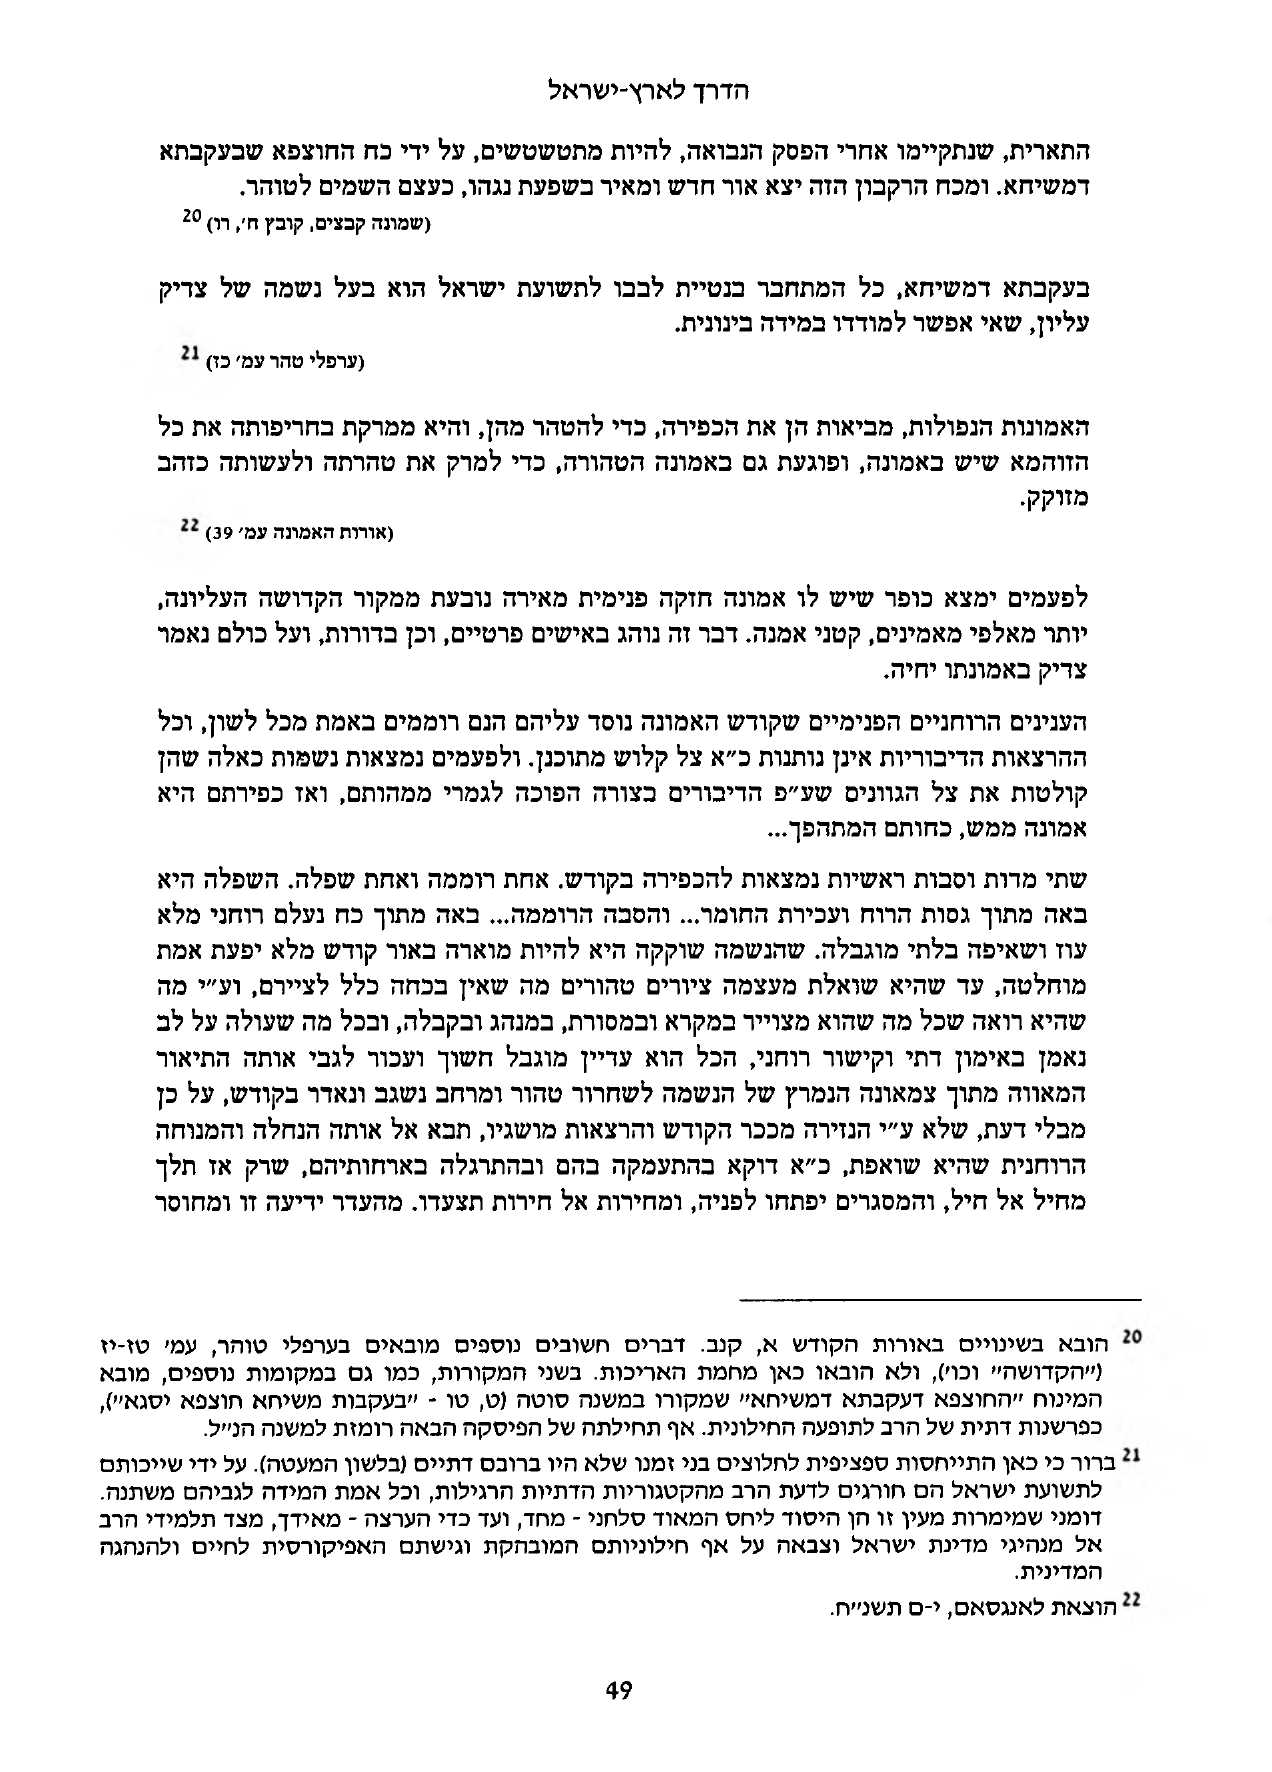 הדרך לארץ-ישראל
התארית, שנתקיימו אחרי הפסק הנבואה, להיות מתטשטשים, על ידי כח החוצפא שבעקבתא
דמשיחא. ומכח הרקבון הזה יצא אור חדש ומאיר בשפעת נגהו, כעצם השמים לטוהר.
(שמונה קבצים, קובץ ח', רו) 20
בעקבתא דמשיחא, כל המתחבר בנטיית לבבו לתשועת ישראל הוא בעל נשמה של צדיק
עליון, שאי אפשר למודדו במידה בינונית.
(ערפלי טהר עמ' כז) 21
האמונות הנפולות, מביאות הן את הכפירה, כדי להטהר מהן, והיא ממרקת בחריפותה את כל
הזוהמא שיש באמונה, ופוגעת גם באמונה הטהורה, כדי למרק את טהרתה ולעשותה כזהב
מזוקק.
(אורות האמונה עמ' 39) 22
לפעמים ימצא כופר שיש לו אמונה חזקה פנימית מאירה נובעת ממקור הקדושה העליונה,
יותר מאלפי מאמינים, קטני אמנה. דבר זה נוהג באישים פרטיים, וכן בדורות, ועל כולם נאמר
צדיק באמונתו יחיה.
הענינים הרוחניים הפנימיים שקודש האמונה נוסד עליהם הנם רוממים באמת מכל לשון, וכל
ההרצאות הדיבוריות אינן נותנות כ"א צל קלוש מתוכנן. ולפעמים נמצאות נשמות כאלה שהן
קולטות את צל הגוונים שע"פ הדיבורים בצורה הפוכה לגמרי ממהותם, ואז כפירתם היא
אמונה ממש, כחותם המתהפך...
שתי מדות וסבות ראשיות נמצאות להכפירה בקודש. אחת רוממה ואחת שפלה. השפלה היא
באה מתוך גסות הרוח ועכירת החומר... והסבה הרוממה... באה מתוך כח נעלם רוחני מלא
עוז ושאיפה בלתי מוגבלה. שהנשמה שוקקה היא להיות מוארה באור קודש מלא יפעת אמת
מוחלטה, עד שהיא שואלת מעצמה ציורים טהורים מה שאין בכחה כלל לציירם, וע"י מה
שהיא רואה שכל מה שהוא מצוייר במקרא ובמסורת, במנהג ובקבלה, ובכל מה שעולה על לב
נאמן באימון דתי וקישור רוחני, הכל הוא עדיין מוגבל חשוך ועכור לגבי אותה התיאור
המאווה מתוך צמאונה הנמרץ של הנשמה לשחרור טהור ומרחב נשגב ונאדר בקודש, על כן
מבלי דעת, שלא ע"י הנזירה מככר הקודש והרצאות מושגיו, תבא אל אותה הנחלה והמנוחה
הרוחנית שהיא שואפת, כ"א דוקא בהתעמקה בהם ובהתרגלה בארחותיהם, שרק אז תלך
מחיל אל חיל, והמסגרים יפתחו לפניה, ומחירות אל חירות תצעדו. מהעדר ידיעה זו ומחוסר
20 הובא בשינויים באורות הקודש א, קנב. דברים חשובים נוספים מובאים בערפלי טוהר, עמ' טז-יז
("הקדושה" וכו'), ולא הובאו כאן מחמת האריכות. בשני המקורות, כמו גם במקומות נוספים, מובא
המינוח "החוצפא דעקבתא דמשיחא" שמקורו במשנה סוטה (ט, טו - "בעקבות משיחא חוצפא יסגא"),
כפרשנות דתית של הרב לתופעה החילונית. אף תחילתה של הפיסקה הבאה רומזת למשנה הנ"ל.
21 ברור כי כאן התייחסות ספציפית לחלוצים בני זמנו שלא היו ברובם דתיים (בלשון המעטה). על ידי שייכותם
לתשועת ישראל הם חורגים לדעת הרב מהקטגוריות הדתיות הרגילות, וכל אמת המידה לגביהם משתנה.
דומני שמימרות מעין זו הן היסוד ליחס המאוד סלחני - מחד, ועד כדי הערצה - מאידך, מצד תלמידי הרב
אל מנהיגי מדינת ישראל וצבאה על אף חילוניותם המובהקת וגישתם האפיקורסית לחיים ולהנהגה
המדינית.
22 הוצאת לאנגסאם, י-ם תשנ"ח.
49